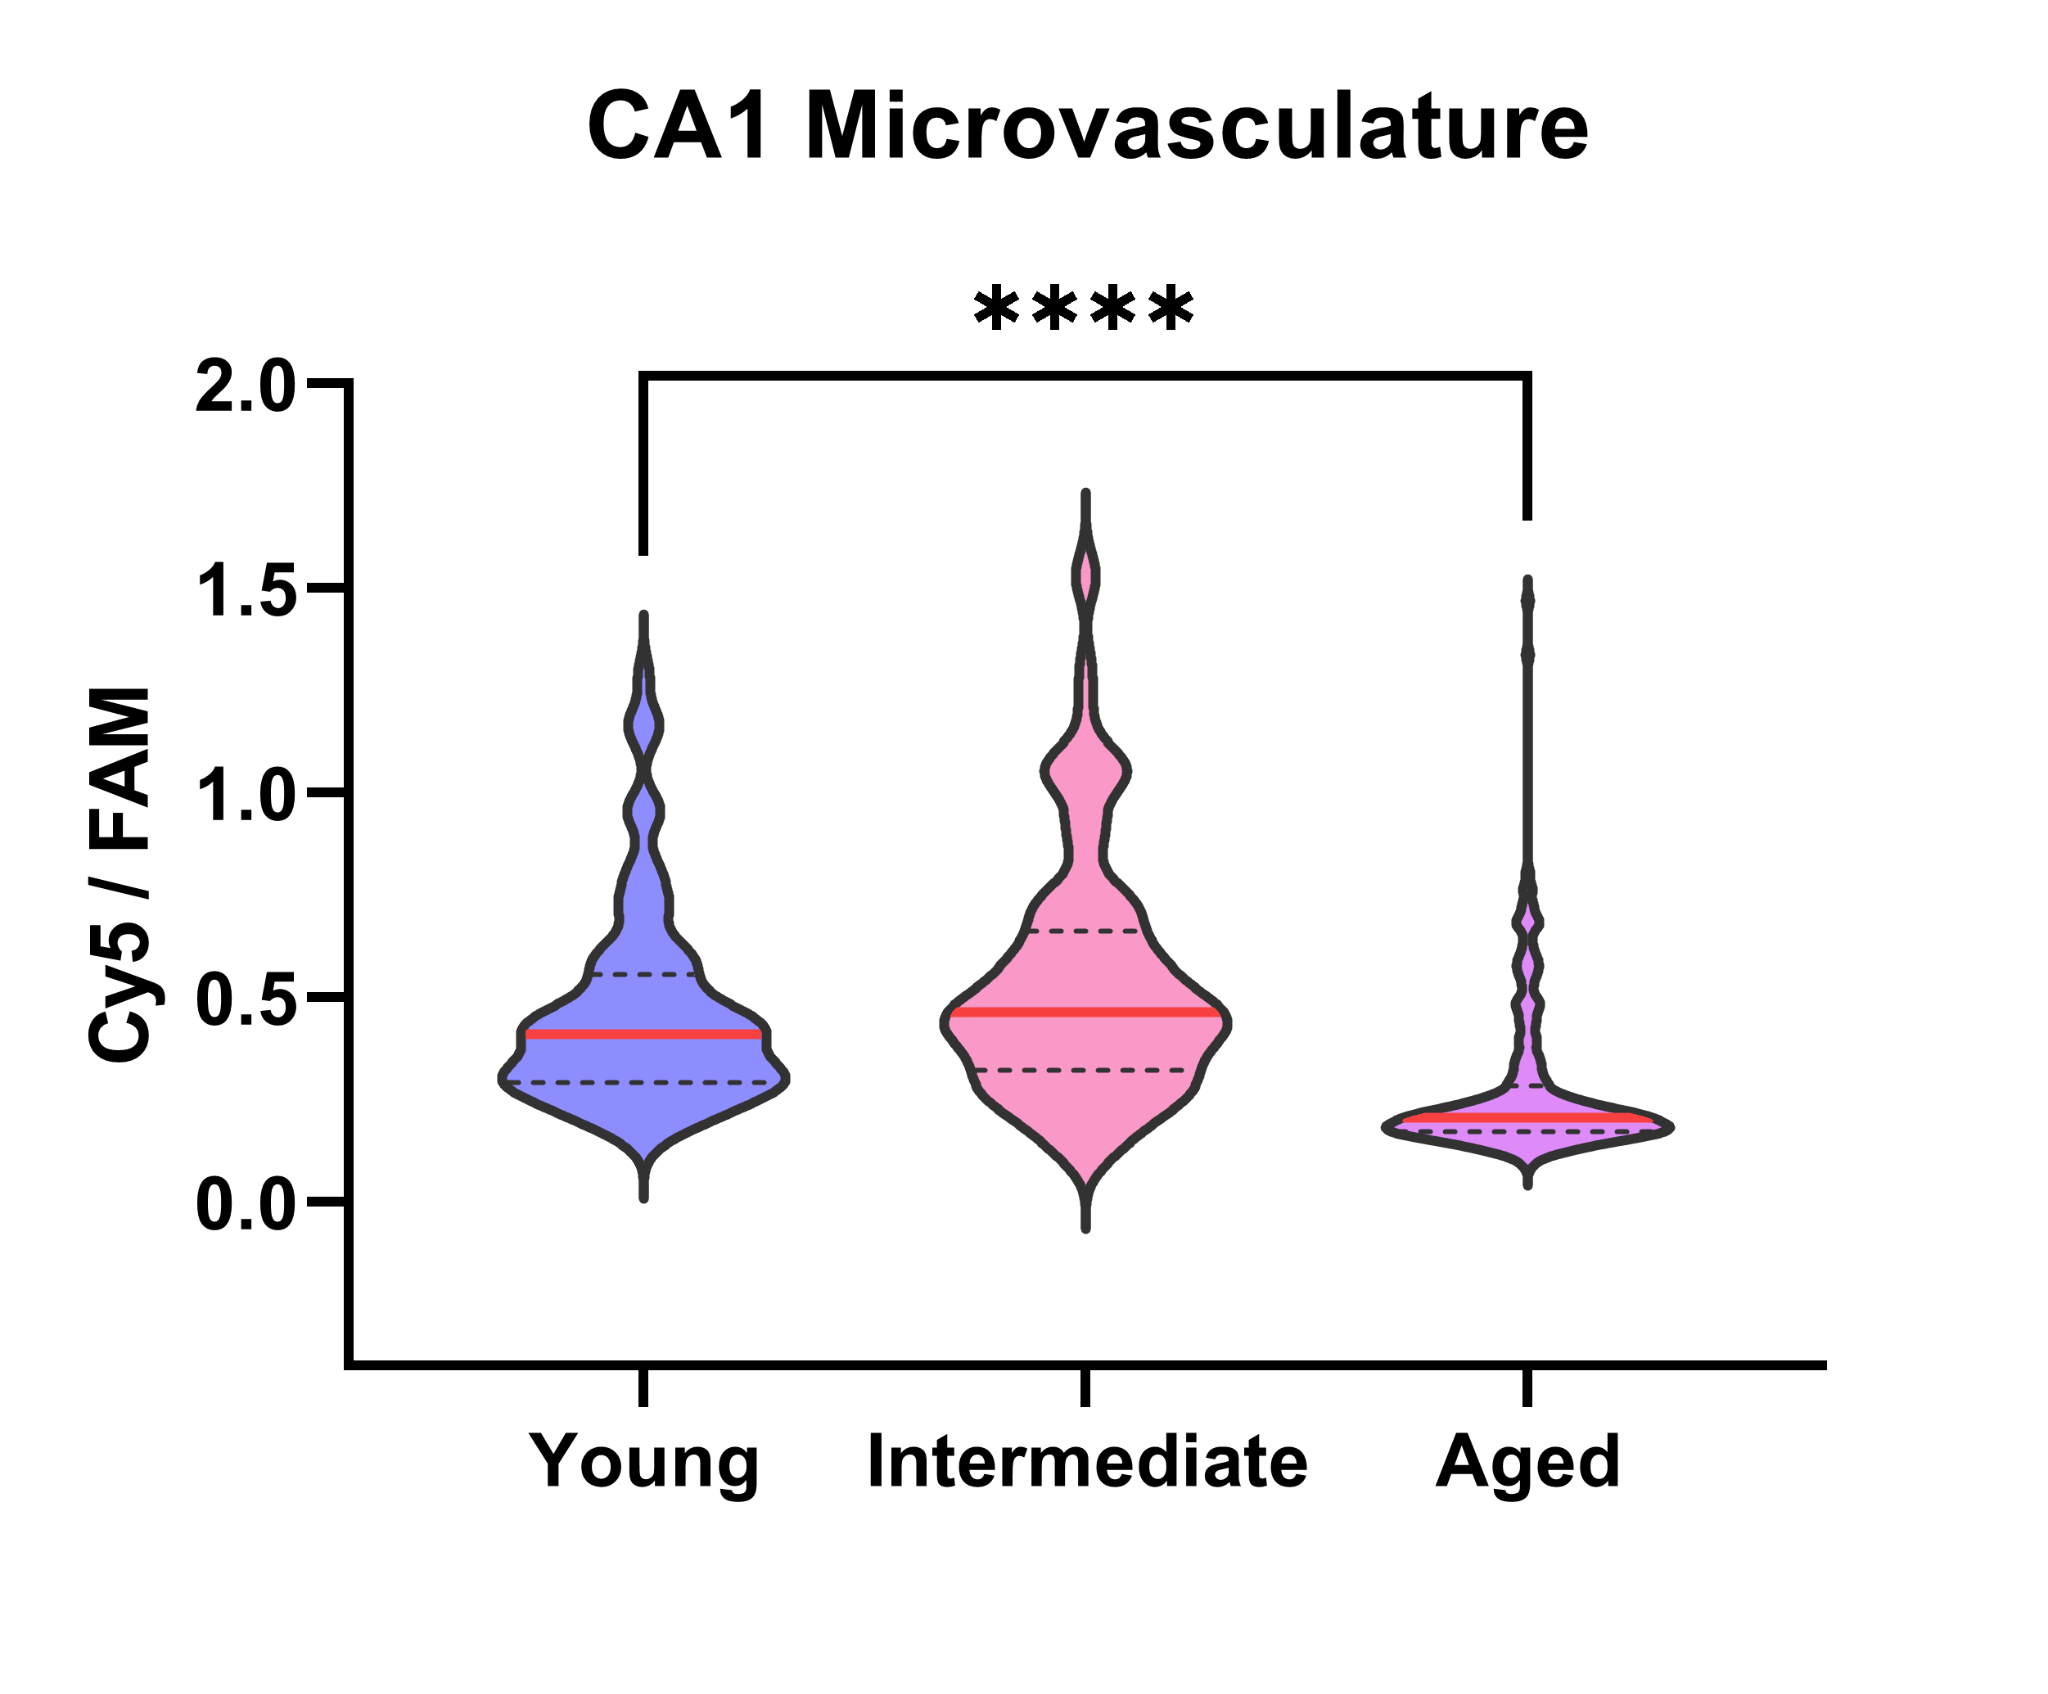 CA1 Microvasculature
****
2.0
1.5
1.0
0.5
0.0
Cy5 / FAM
Young Intermediate Aged